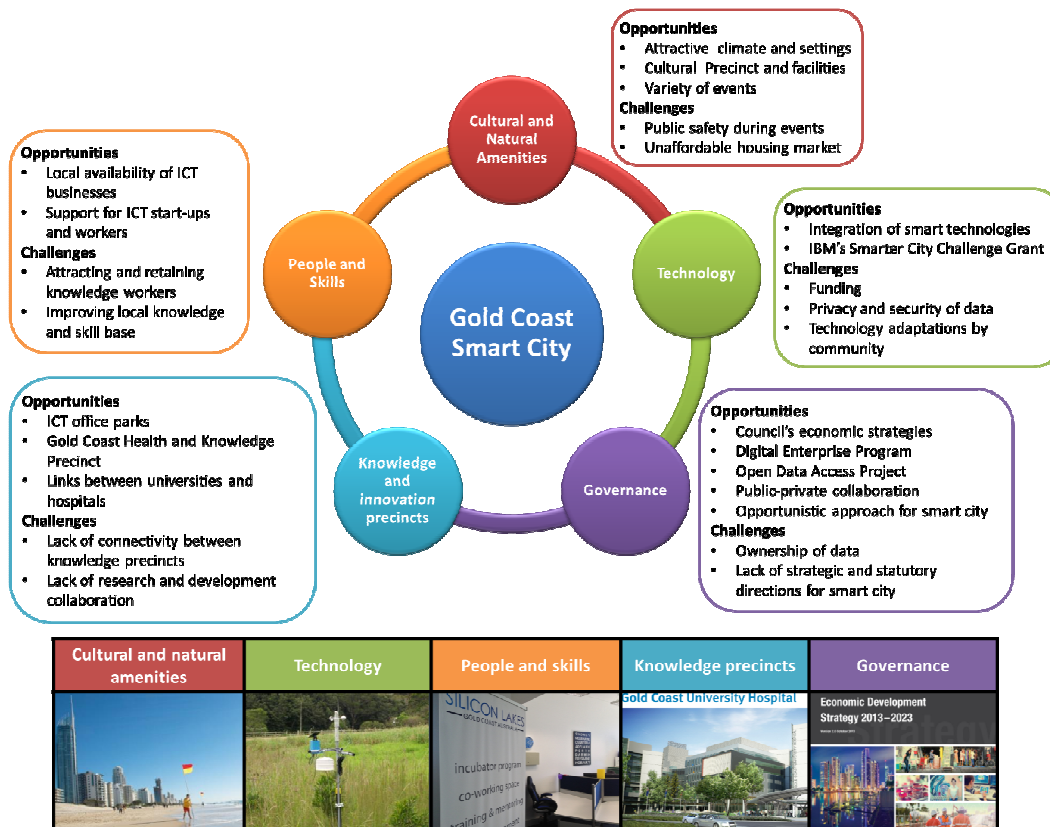 Opportunities
• Attractive climate and settings
• Cultural Precinct and facilities
• Variety of events
Challenges
• Public safety during events
• Unaffordable housing market
Cultural and
Natural
Amenities
Opportunities
• Local availability of ICT
businesses
• Support for ICT start-ups
and workers
Challenges
• Attracting and retaining
knowledge workers
• Improving local knowledge
and skill base
People and
Skills
Technology
Opportunities
• Integration of smart technologies
• IBM's Smarter City Challenge Grant
Challenges
• Funding
• Privacy and security of data
• Technology adaptations by
community
Gold Coast
Smart City
Opportunities
• ICT office parks
• Gold Coast Health and Knowledge
Precinct
• Links between universities and
hospitals
Challenges
• Lack of connectivity between
knowledge precincts
• Lack of research and development
collaboration
Knowledge
and
innovation
precincts
Governance
Opportunities
• Council's economic strategies
• Digital Enterprise Program
• Open Data Access Project
• Public-private collaboration
• Opportunistic approach for smart city
Challenges
• Ownership of data
• Lack of strategic and statutory
directions for smart city
Cultural and natural
amenities
Technology
People and skills
Knowledge precincts
Governance
SILICON LAKES
GOLD COAST AUSTRALIA
incubator program
co-working space
training & mentoring
Gold Coast University Hospital
Economic Development
Strategy 2013–2023